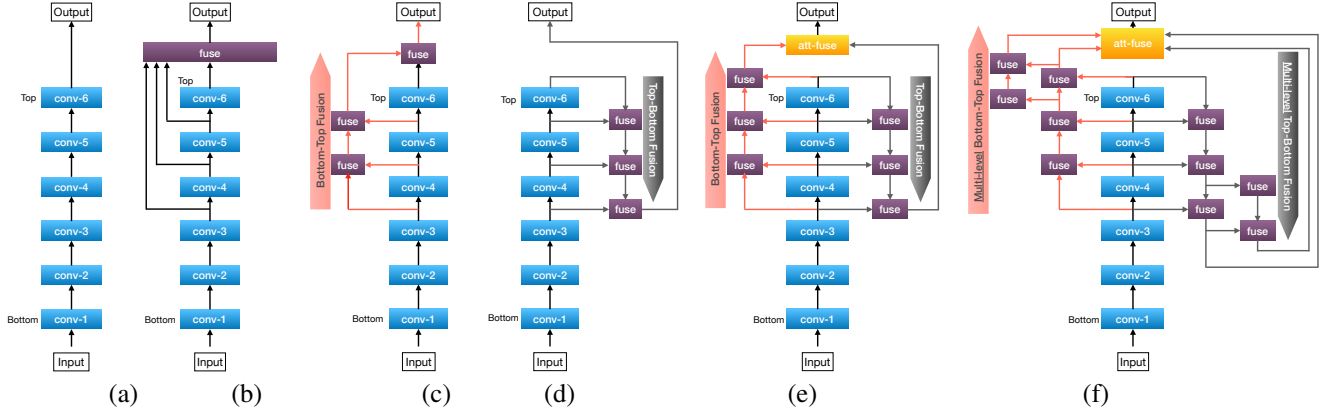 Output
Top
conv-6
conv-5
conv-4
conv-3
conv-2
Bottom
conv-1
Input
(a)
Output
fuse
Top
conv-6
conv-5
conv-4
conv-3
conv-2
Bottom
conv-1
Input
(b)
Output
fuse
Bottom-Top Fusion
conv-6
fuse
conv-5
fuse
conv-4
conv-3
conv-2
conv-1
Input
(c)
Output
Top
conv-6
fuse
conv-5
fuse
conv-4
fuse
Top-Bottom Fusion
conv-3
conv-2
Bottom
conv-1
Input
(d)
Output
att-fuse
Bottom-Top Fusion
fuse
Top
conv-6
fuse
fuse
conv-5
fuse
fuse
conv-4
fuse
Top-Bottom Fusion
conv-3
conv-2
Bottom
conv-1
Input
(e)
Output
att-fuse
Multi-level Bottom-Top Fusion
fuse
fuse
fuse
Top
conv-6
fuse
fuse
conv-5
fuse
fuse
conv-4
fuse
fuse
fuse
Multi-level Top-Bottom Fusion
conv-3
conv-2
Bottom
conv-1
Input
(f)